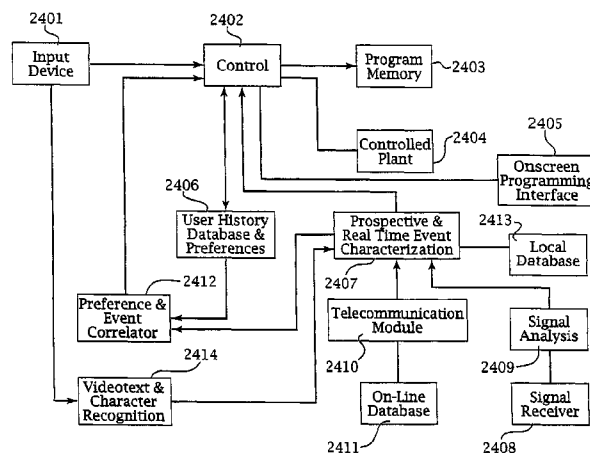 2401
Input
Device
2402
Control
Program
Memory
2403
Controlled
Plant
2404
2405
Onscreen
Programming
Interface
2406
User History
Database &
Preferences
Prospective &
Real Time Event
Characterization
2407
2413
Local
Database
2412
Preference &
Event
Correlator
Telecommunication
Module
2410
Signal
Analysis
2409
2414
Videotext &
Character
Recognition
On-Line
Database
2411
Signal
Receiver
2408